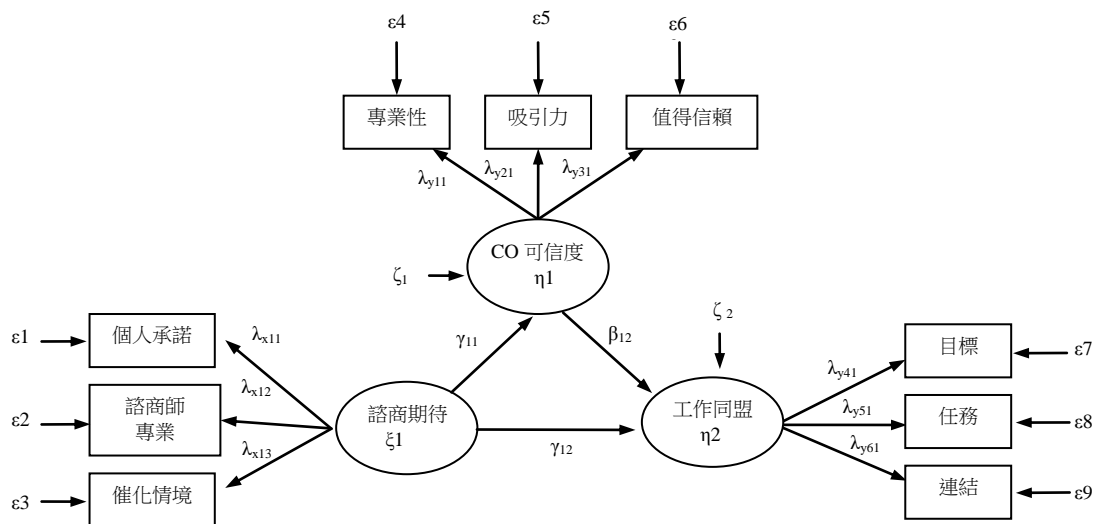 ε4
ε5
ε6
專業性
吸引力
值得信賴
λy11
λy21
λy31
CO 可信度
η1
ζ1
ζ 2
ε1
個人承諾
λx11
γ11
β12
目標
ε7
λy41
ε2
諮商師
專業
λx12
諮商期待
ξ1
γ12
工作同盟
η2
λy51
任務
ε8
λx13
λy61
ε3
催化情境
連結
ε9